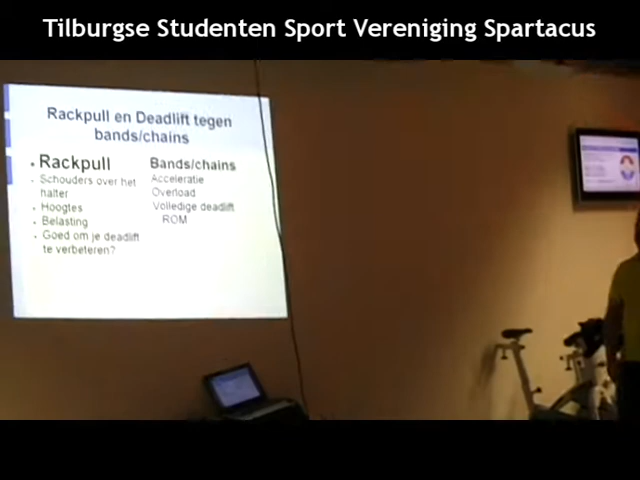 Tilburgse Studenten Sport Vereniging Spartacus
Rackpull en Deadlift tegen
bands/chains
Rackpull
Schouders over het
halter
Hoogtes
Belasting
Goed om je deadlift
te verbeteren?
Bands/chains
Acceleratie
Overload
Volledige deadlift
ROM